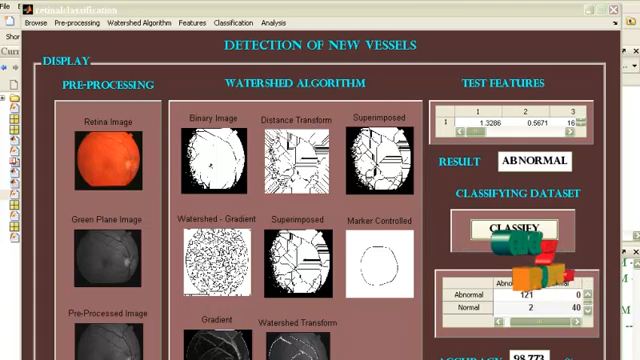 File
retinalclassification
Browse Pre-processing Watershed Algorithm Features Classification Analysis
DETECTION OF NEW VESSELS
DISPLAY
PRE-PROCESSING
Retina Image
Green Plane Image
Pre-Processed Image
WATERSHED ALGORITHM
Binary Image Distance Transform Superimposed
Watershed - Gradient Superimposed Marker Controlled
Gradient Watershed Transform
TEST FEATURES
1 2 3
1 1.3286 0.5671 16
RESULT ABNORMAL
CLASSIFYING DATASET
CLASSIFY
Abnormal 121 0
Normal 2 40
ACCURACY 98.773